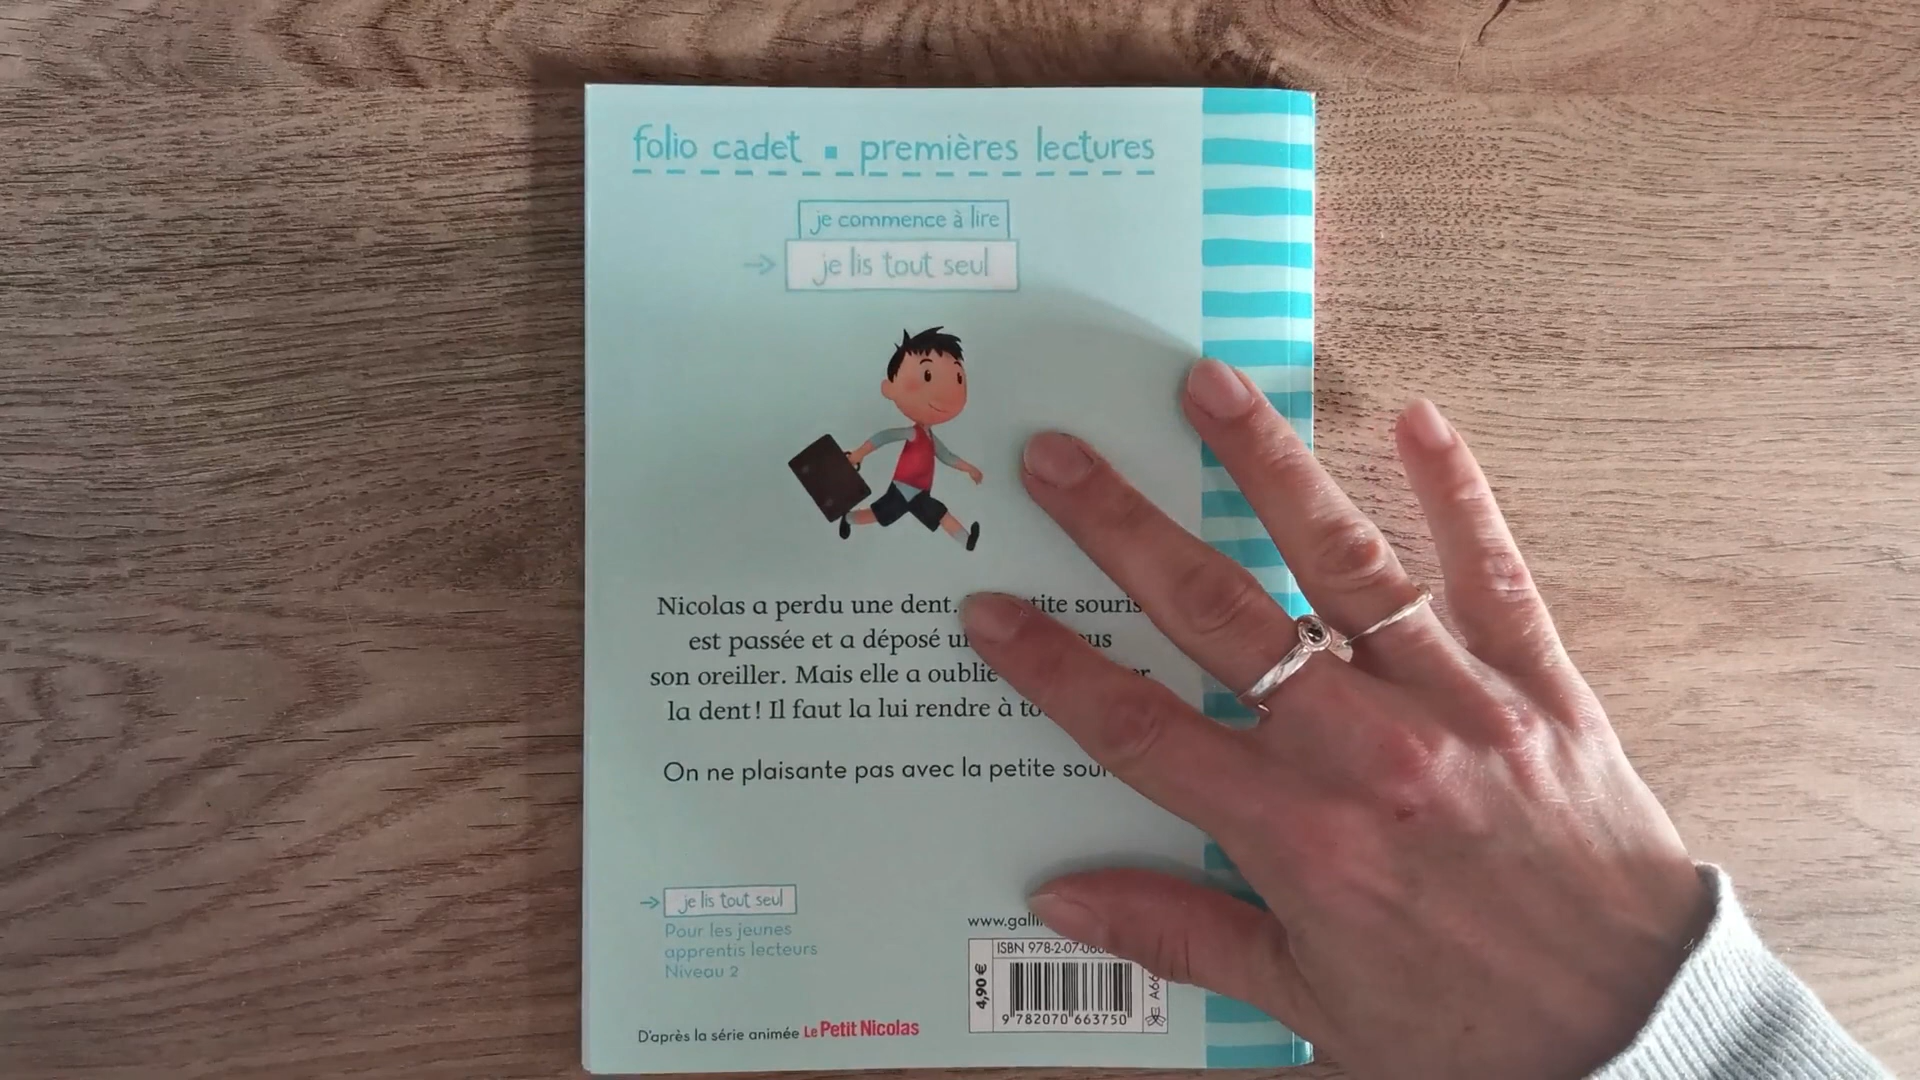 folio cadet ▪ premières lectures
je commence à lire
→ je lis tout seul
Nicolas a perdu une dent. souris
est passée et a déposé
son oreiller. Mais elle a oublié
la dent! Il faut la lui rendre à
On ne plaisante pas avec la petite
→ je lis tout seul
Pour les jeunes
apprentis lecteurs
Niveau 2
www.
ISBN
4,90 €
9 782070 663750
D'après la série animée Le Petit Nicolas